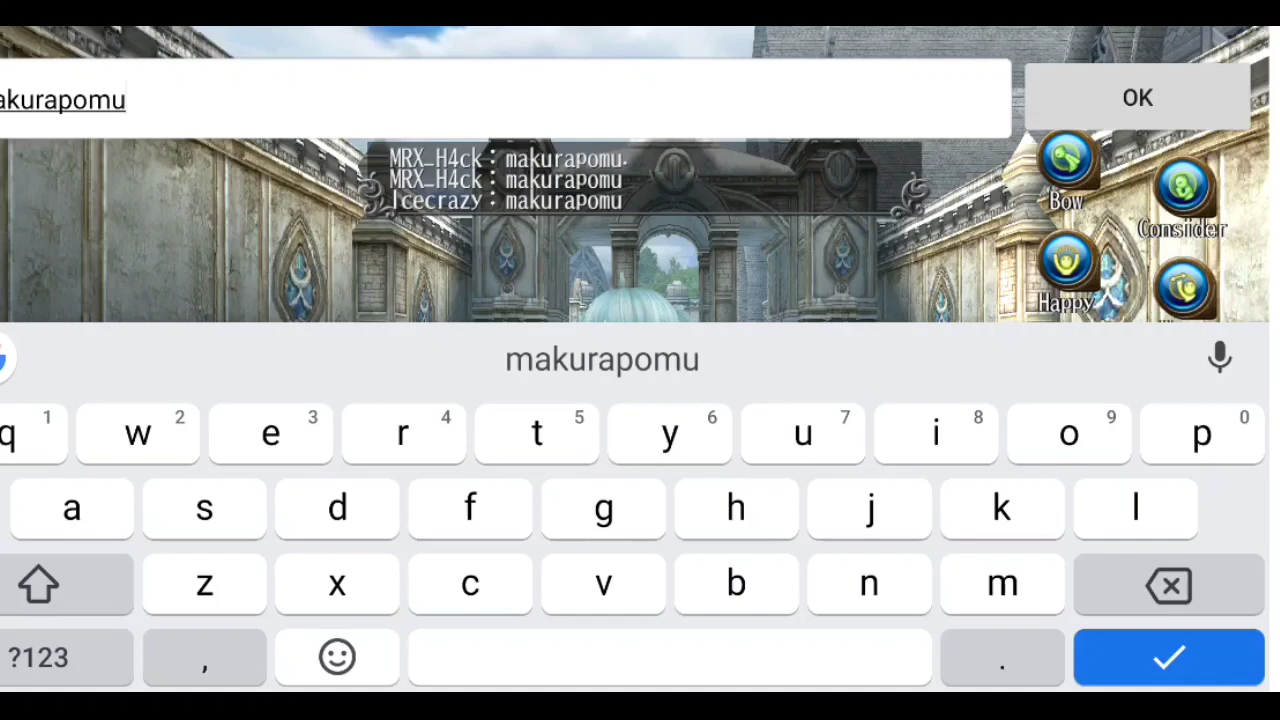 akurapomu
OK
MRX_H4ck：makurapomu.
MRX_H4ck：makurapomu
Icecrazy：makurapomu
Bow
Consider
Happy
makurapomu
q 1 w 2 e 3 r 4 t 5 y 6 u 7 i 8 o 9 p 0
a s d f g h j k l
z x c v b n m
?123 , .